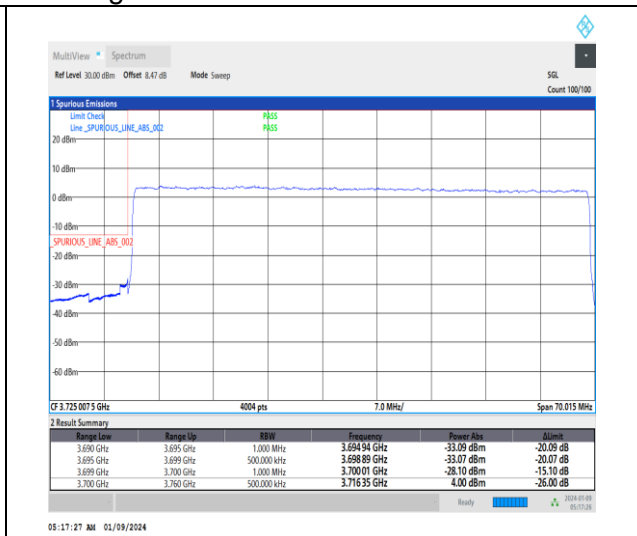 MultiView Spectrum
Ref Level 30.00 dBm Offset 8.47 dB Mode Sweep SGL
Count 100/100
1 Spurious Emissions
Limit Check PASS
Line _SPURIOUS_LINE_ABS_002 PASS
20 dBm
10 dBm
0 dBm
-10 dBm
_SPURIOUS_LINE_ABS_002
-20 dBm
-30 dBm
-40 dBm
-50 dBm
-60 dBm
CF 3.725 007 5 GHz 4004 pts 7.0 MHz/ Span 70.015 MHz
2 Result Summary
Range Low Range Up RBW Frequency Power Abs ΔLimit
3.690 GHz 3.695 GHz 1.000 MHz 3.694 94 GHz -33.09 dBm -20.09 dB
3.695 GHz 3.699 GHz 500.000 kHz 3.698 89 GHz -33.07 dBm -20.07 dB
3.699 GHz 3.700 GHz 1.000 MHz 3.700 01 GHz -28.10 dBm -15.10 dB
3.700 GHz 3.760 GHz 500.000 kHz 3.716 35 GHz 4.00 dBm -26.00 dB
Ready 2024-01-09
05:17:26
05:17:27 AM 01/09/2024